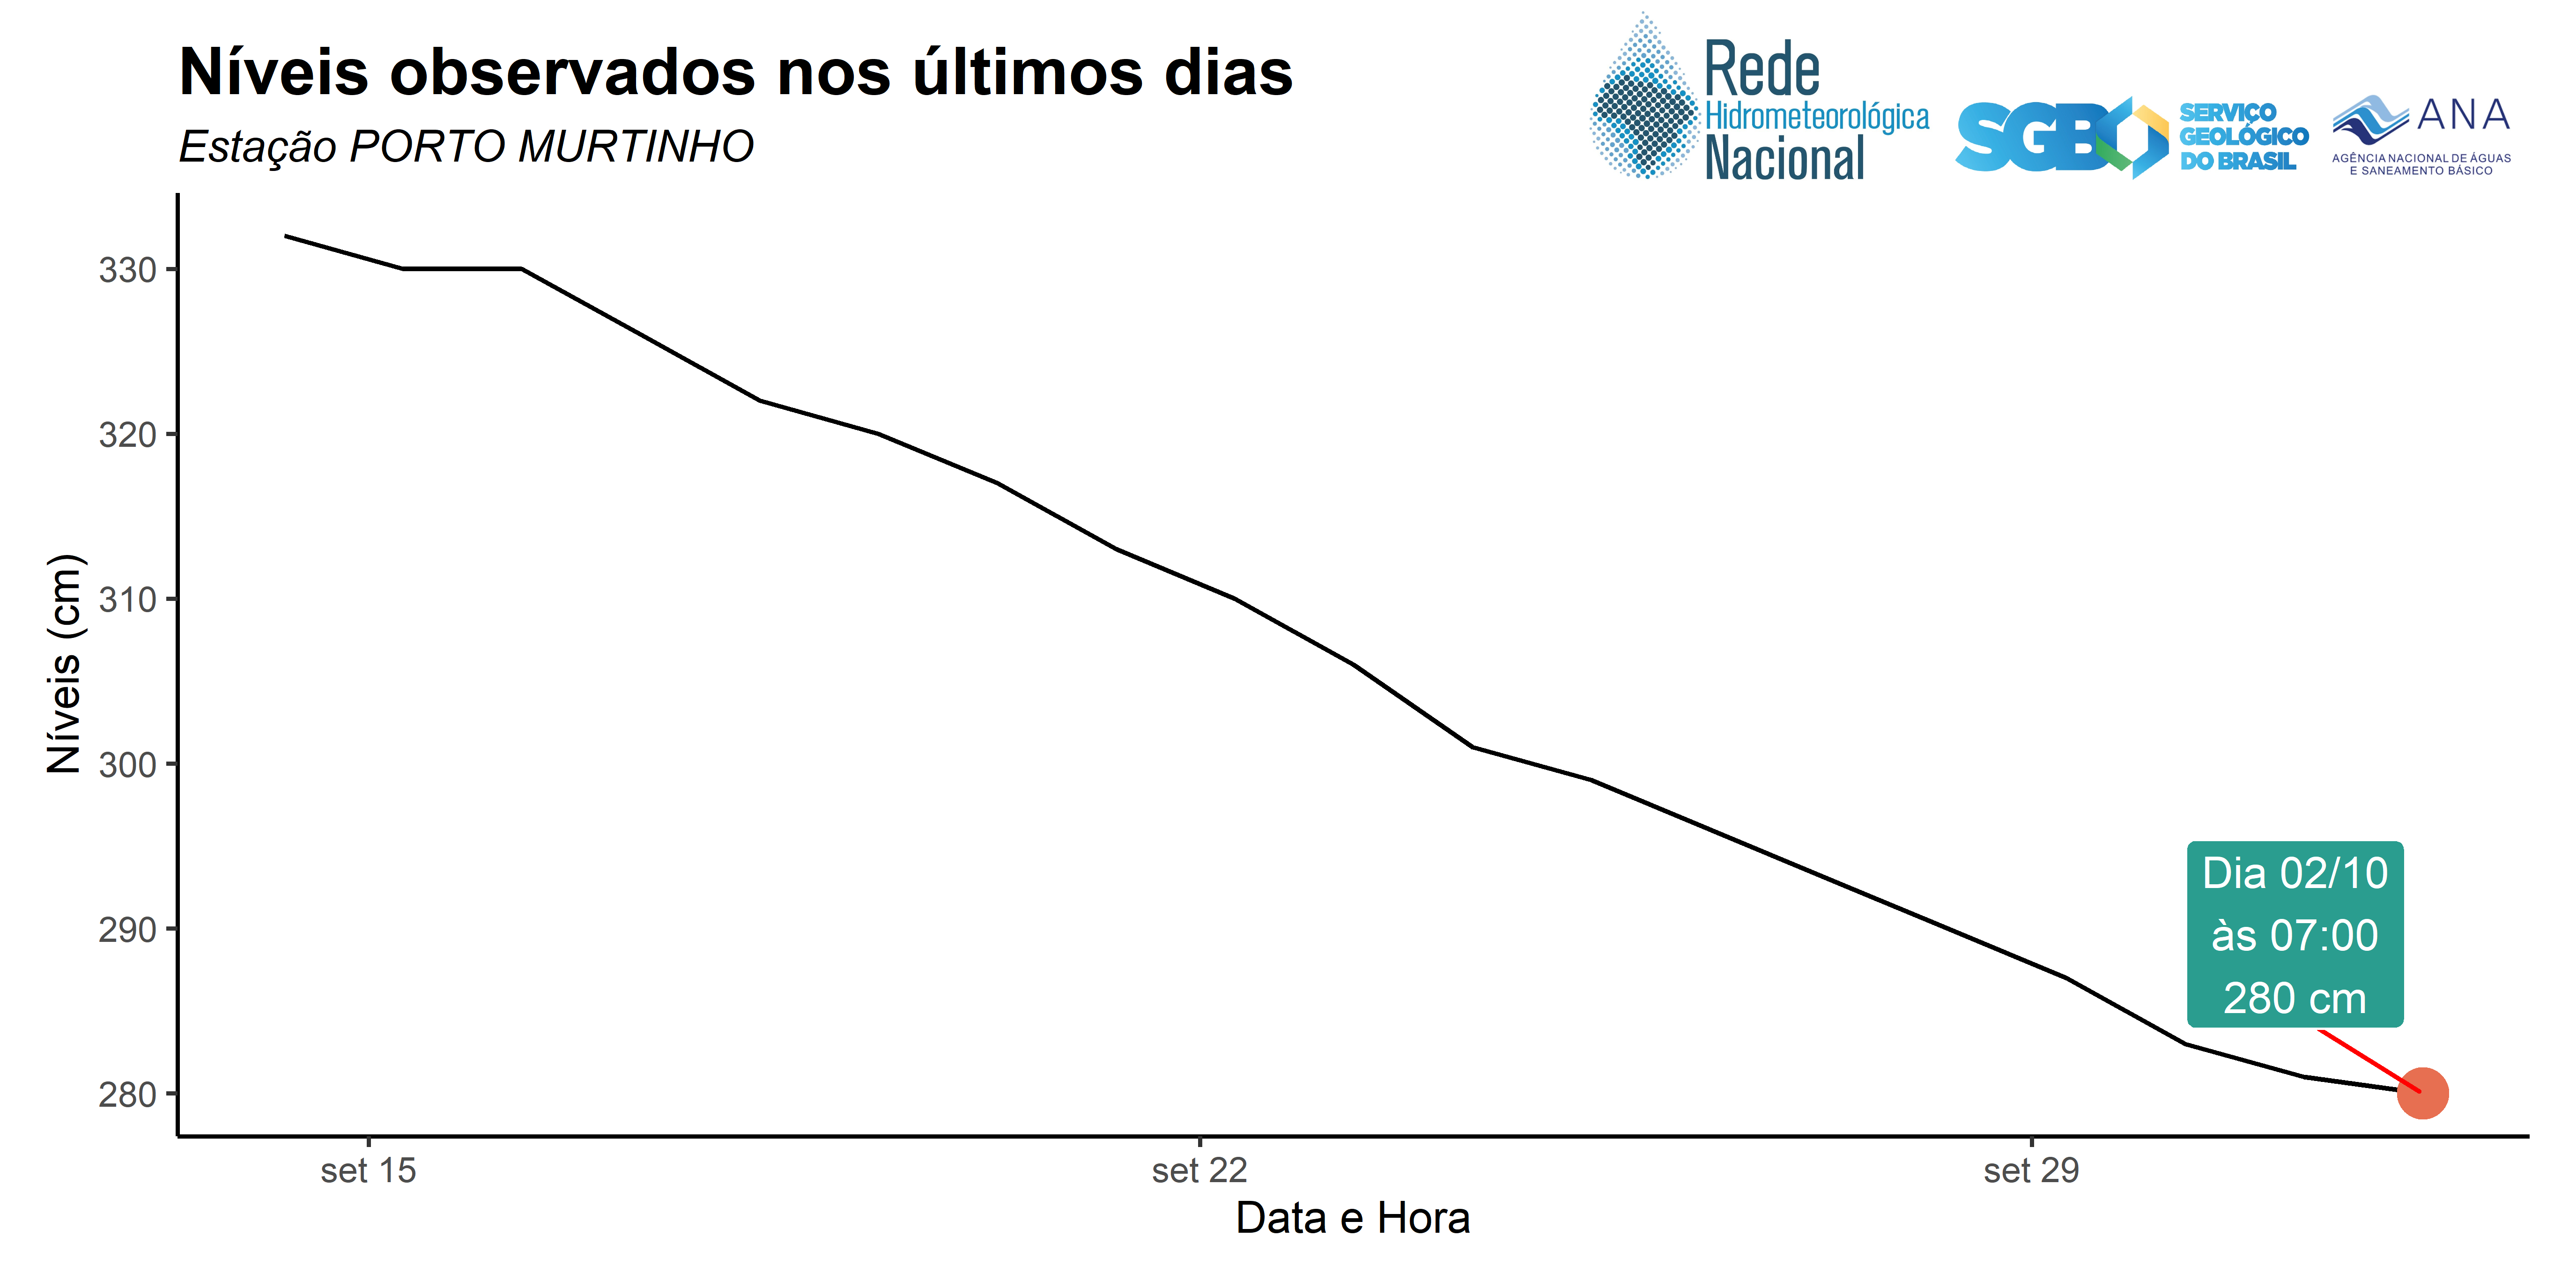 Níveis observados nos últimos dias
Estação PORTO MURTINHO
Rede
Hidrometeorológica
Nacional
SGB
SERVIÇO
GEOLÓGICO
DO BRASIL
ANA
AGÊNCIA NACIONAL DE ÁGUAS
E SANEAMENTO BÁSICO
Níveis (cm)
330
320
310
300
290
280
Dia 02/10
às 07:00
280 cm
set 15
set 22
set 29
Data e Hora